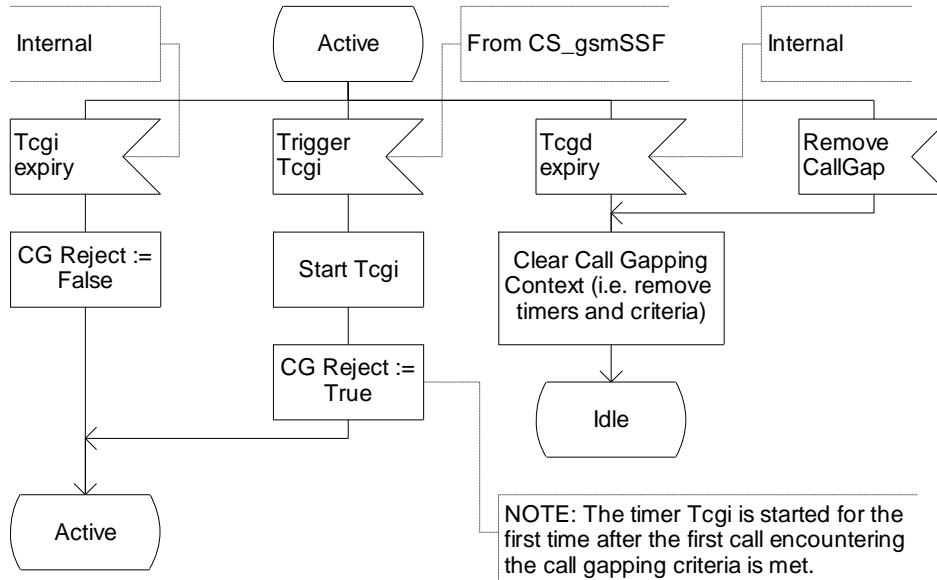 Internal
Active
From CS_gsmSSF
Internal
Tcgi
expiry
Trigger
Tcgi
Tcgd
expiry
Remove
CallGap
CG Reject :=
False
Start Tcgi
Clear Call Gapping
Context (i.e. remove
timers and criteria)
CG Reject :=
True
Idle
Active
NOTE: The timer Tcgi is started for the
first time after the first call encountering
the call gapping criteria is met.